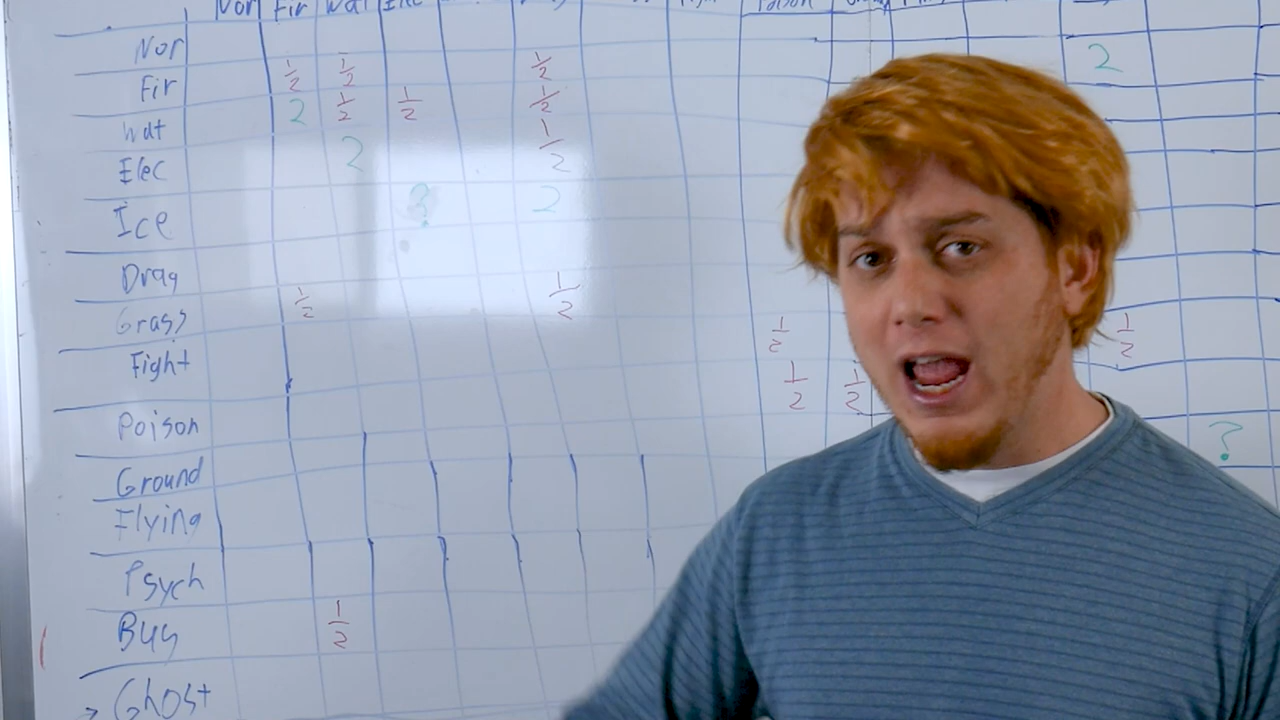 Nor Fir Wat Elec Poison
Nor 2
Fir 1/2 1/2 1/2
Wat 2 1/2 1/2 1/2
Elec 2 1/2
Ice ? 2
Drag
Grass 1/2 1/2 1/2 1/2
Fight 1/2 1/2
Poison ?
Ground
Flying
Psych
Bug 1/2
Ghost